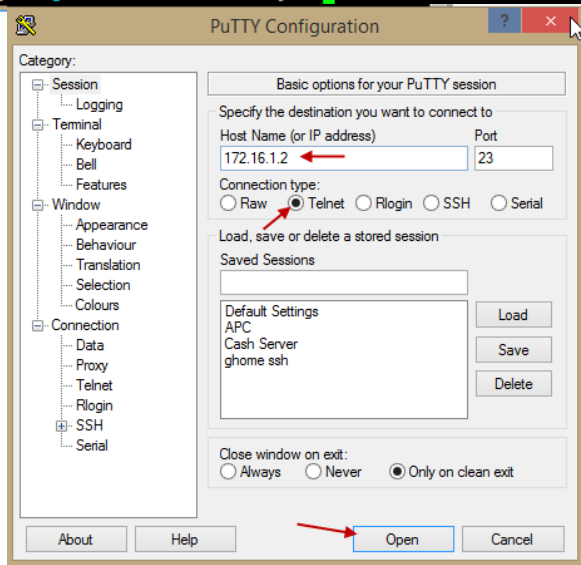 PuTTY Configuration
?
×
Category:
Session
Logging
Terminal
Keyboard
Bell
Features
Window
Appearance
Behaviour
Translation
Selection
Colours
Connection
Data
Proxy
Telnet
Rlogin
SSH
Serial
Basic options for your PuTTY session
Specify the destination you want to connect to
Host Name (or IP address) Port
172.16.1.2 23
Connection type:
Raw Telnet Rlogin SSH Serial
Load, save or delete a stored session
Saved Sessions
Default Settings
APC
Cash Server
ghome ssh
Load
Save
Delete
Close window on exit:
Always Never Only on clean exit
About Help Open Cancel